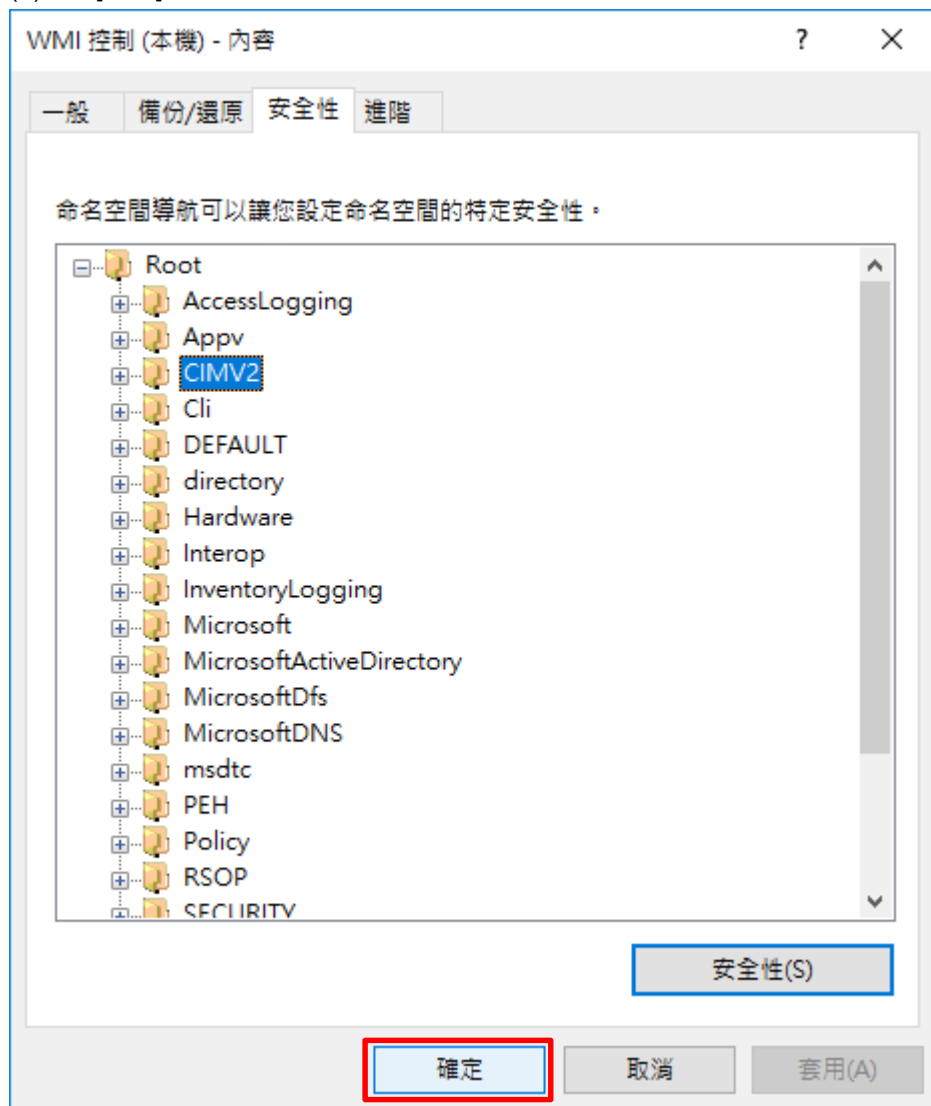 WMI 控制 (本機) - 內容 ? ×
一般 備份/還原 安全性 進階
命名空間導航可以讓您設定命名空間的特定安全性。
Root
AccessLogging
Appv
CIMV2
Cli
DEFAULT
directory
Hardware
Interop
InventoryLogging
Microsoft
MicrosoftActiveDirectory
MicrosoftDfs
MicrosoftDNS
msdtc
PEH
Policy
RSOP
SECURITY
安全性(S)
確定 取消 套用(A)